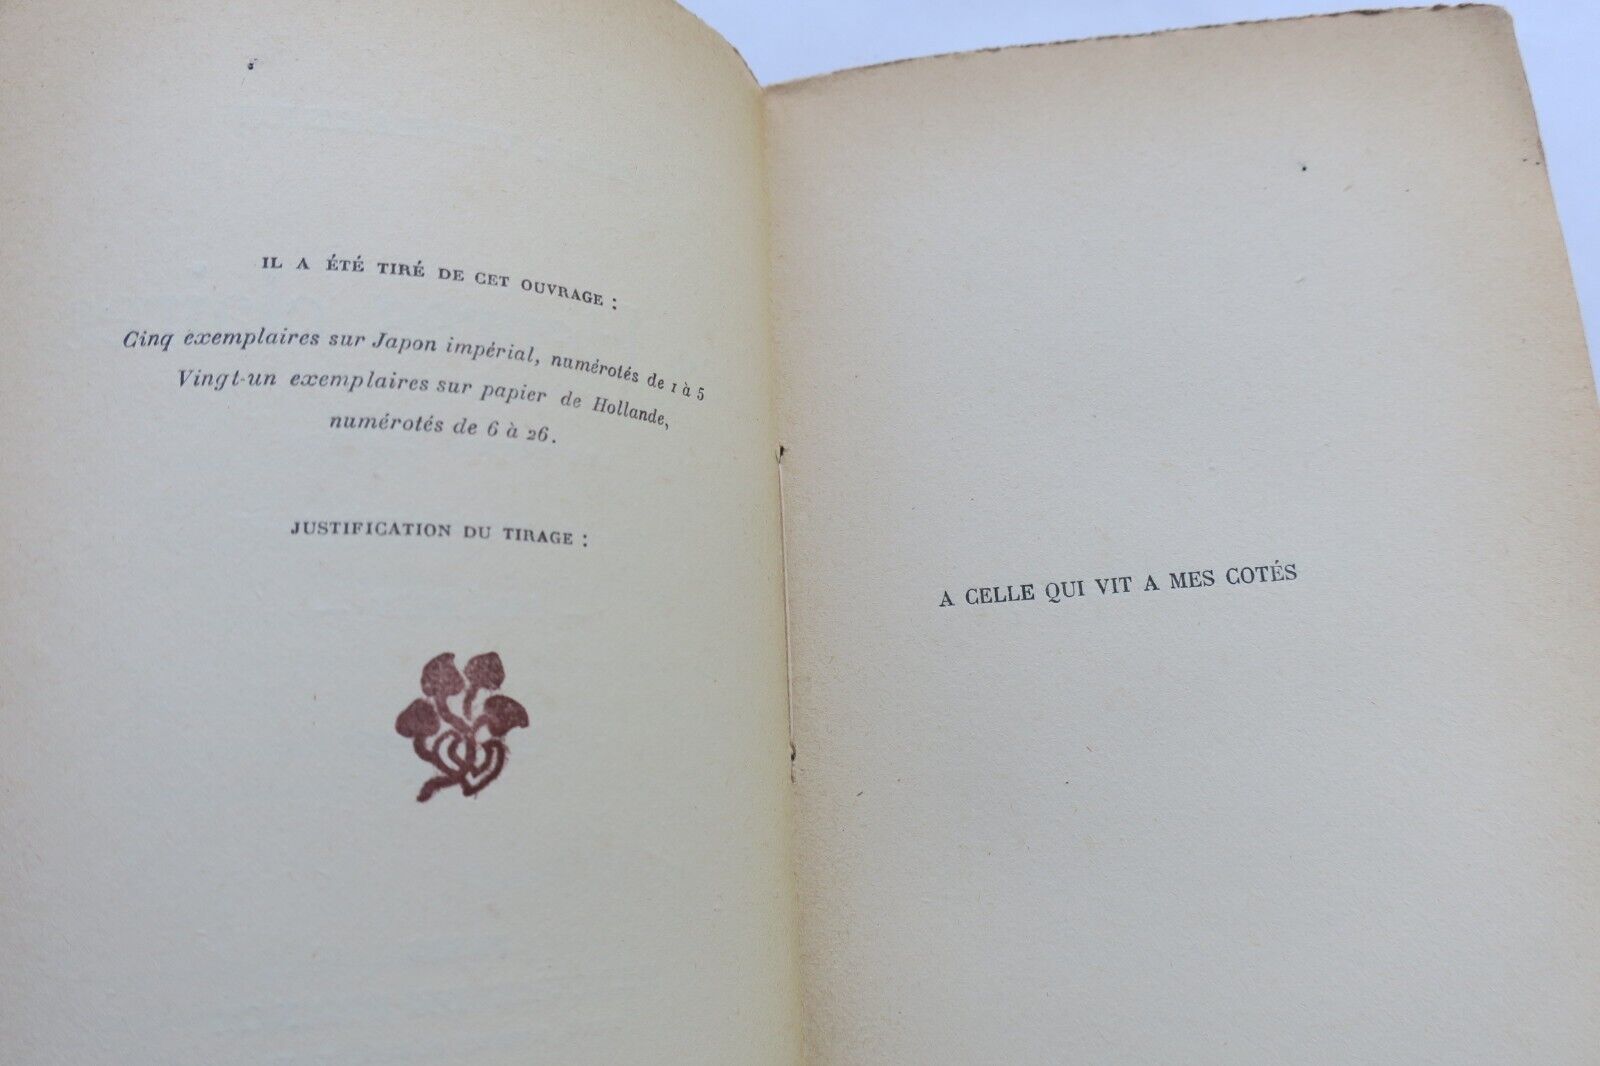 IL A ÉTÉ TIRÉ DE CET OUVRAGE :
Cinq exemplaires sur Japon impérial, numérotés de 1 à 5
Vingt-un exemplaires sur papier de Hollande,
numérotés de 6 à 26.
JUSTIFICATION DU TIRAGE :
A CELLE QUI VIT A MES COTÉS